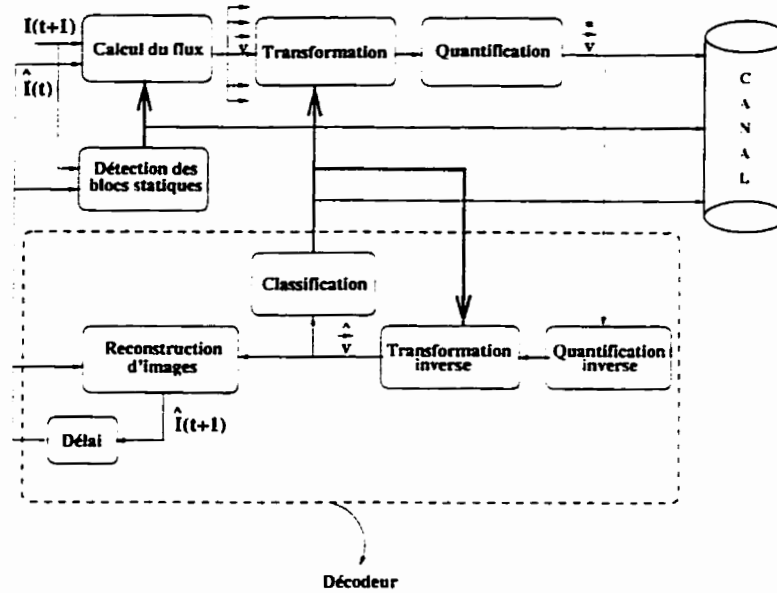 I(t+1)
Î(t)
Calcul du flux
v
Transformation
Quantification
v
CANAL
Détection des
blocs statiques
Classification
v̂
Reconstruction
d'images
Transformation
inverse
Quantification
inverse
Î(t+1)
Délai
Décodeur